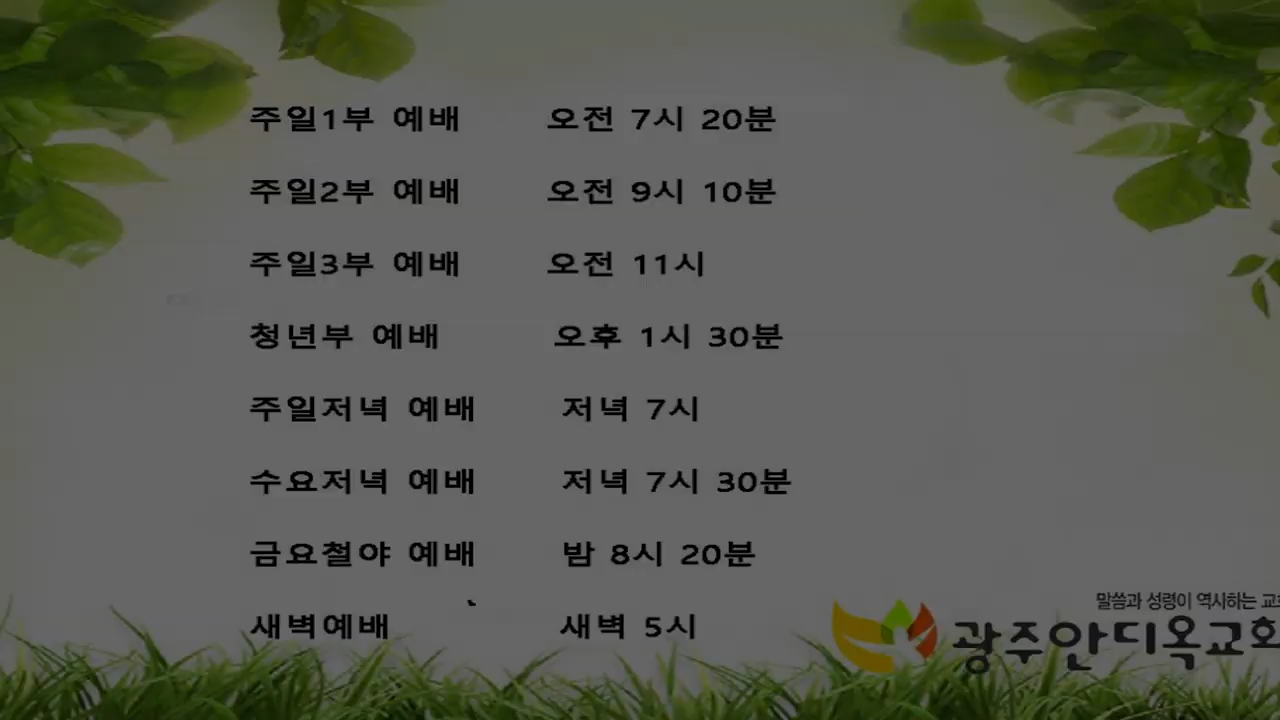 주일1부 예배 오전 7시 20분
주일2부 예배 오전 9시 10분
주일3부 예배 오전 11시
청년부 예배 오후 1시 30분
주일저녁 예배 저녁 7시
수요저녁 예배 저녁 7시 30분
금요철야 예배 밤 8시 20분
새벽예배 새벽 5시
말씀과 성령이 역시하는 교회
광주안디옥교회